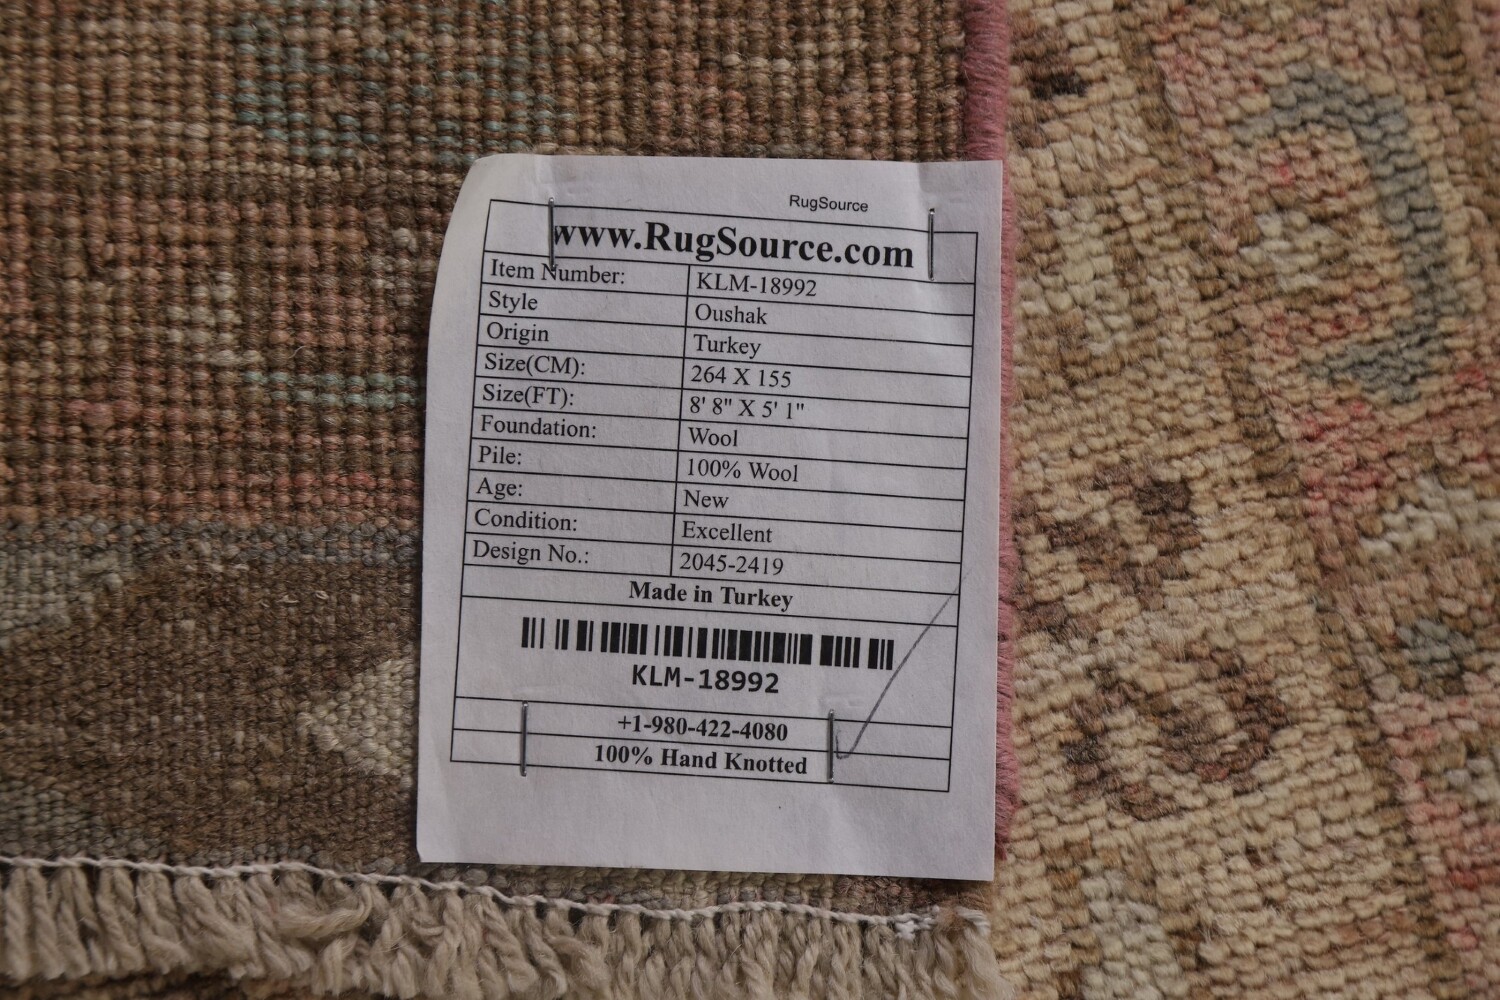 RugSource
www.RugSource.com
Item Number: KLM-18992
Style Oushak
Origin Turkey
Size(CM): 264 X 155
Size(FT): 8' 8" X 5' 1"
Foundation: Wool
Pile: 100% Wool
Age: New
Condition: Excellent
Design No.: 2045-2419
Made in Turkey
KLM-18992
+1-980-422-4080
100% Hand Knotted